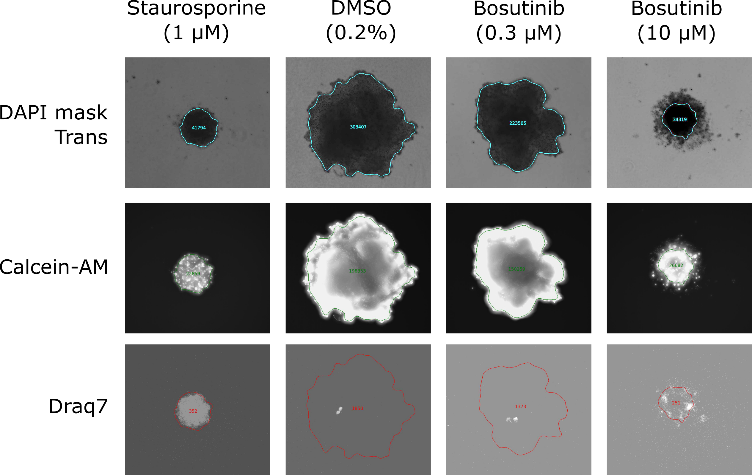 Staurosporine
(1 µM)
DMSO
(0.2%)
Bosutinib
(0.3 µM)
Bosutinib
(10 µM)
DAPI mask
Trans
Calcein-AM
Draq7